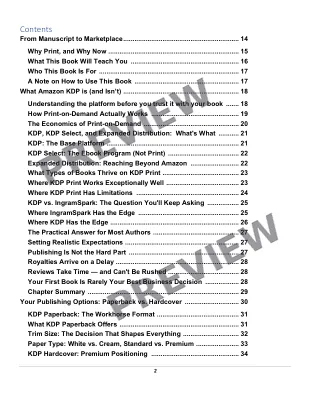 Contents
From Manuscript to Marketplace ........ 14
Why Print, and Why Now ........ 15
What This Book Will Teach You ........ 16
Who This Book Is For ........ 17
A Note on How to Use This Book ........ 17
What Amazon KDP is (and Isn't) ........ 18
Understanding the platform before you trust it with your book ........ 18
How Print-on-Demand Actually Works ........ 19
The Economics of Print-on-Demand ........ 20
KDP, KDP Select, and Expanded Distribution: What's What ........ 21
KDP: The Base Platform ........ 21
KDP Select: The Ebook Program (Not Print) ........ 22
Expanded Distribution: Reaching Beyond Amazon ........ 22
What Types of Books Thrive on KDP Print ........ 23
Where KDP Print Works Exceptionally Well ........ 23
Where KDP Print Has Limitations ........ 24
KDP vs. IngramSpark: The Question You'll Keep Asking ........ 25
Where IngramSpark Has the Edge ........ 25
Where KDP Has the Edge ........ 26
The Practical Answer for Most Authors ........ 27
Setting Realistic Expectations ........ 27
Publishing Is Not the Hard Part ........ 27
Royalties Arrive on a Delay ........ 28
Reviews Take Time — and Can't Be Rushed ........ 28
Your First Book Is Rarely Your Best Business Decision ........ 28
Chapter Summary ........ 29
Your Publishing Options: Paperback vs. Hardcover ........ 30
KDP Paperback: The Workhorse Format ........ 31
What KDP Paperback Offers ........ 31
Trim Size: The Decision That Shapes Everything ........ 32
Paper Type: White vs. Cream, Standard vs. Premium ........ 33
KDP Hardcover: Premium Positioning ........ 34
2
PREVIEW
PREVIEW